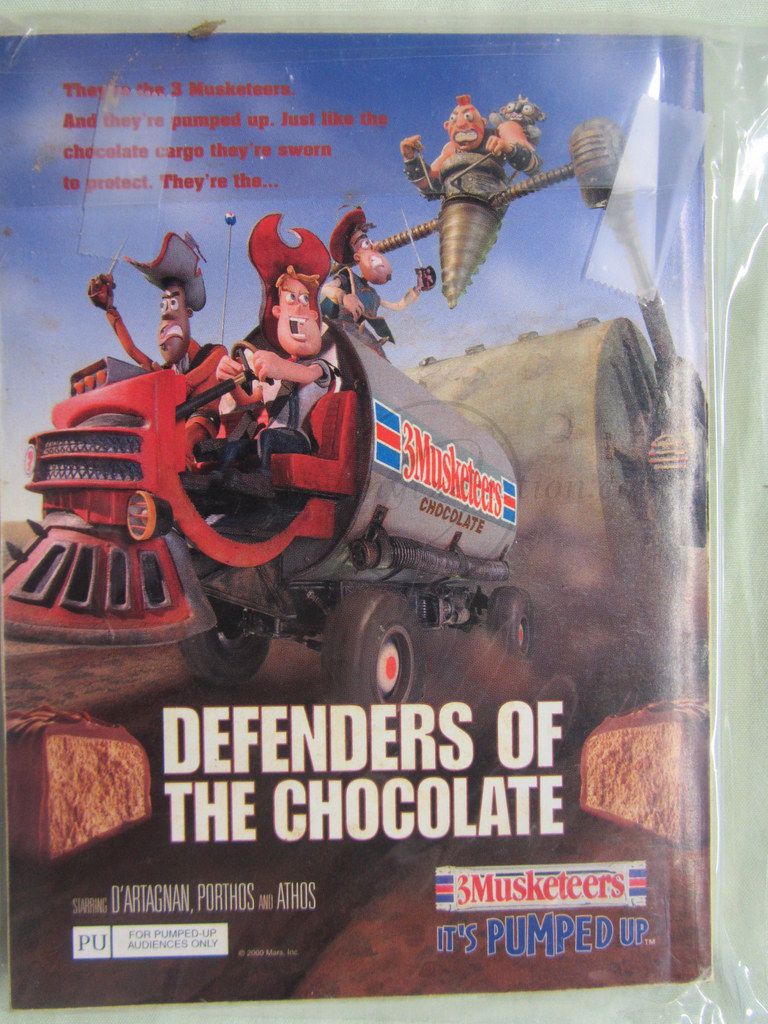 They're the 3 Musketeers.
And they're pumped up. Just like the
chocolate cargo they're sworn
to protect. They're the...
3Musketeers
CHOCOLATE
DEFENDERS OF
THE CHOCOLATE
STARRING D'ARTAGNAN, PORTHOS AND ATHOS
PU FOR PUMPED-UP
AUDIENCES ONLY
© 2000 Mars, Inc.
3Musketeers
IT'S PUMPED UP™